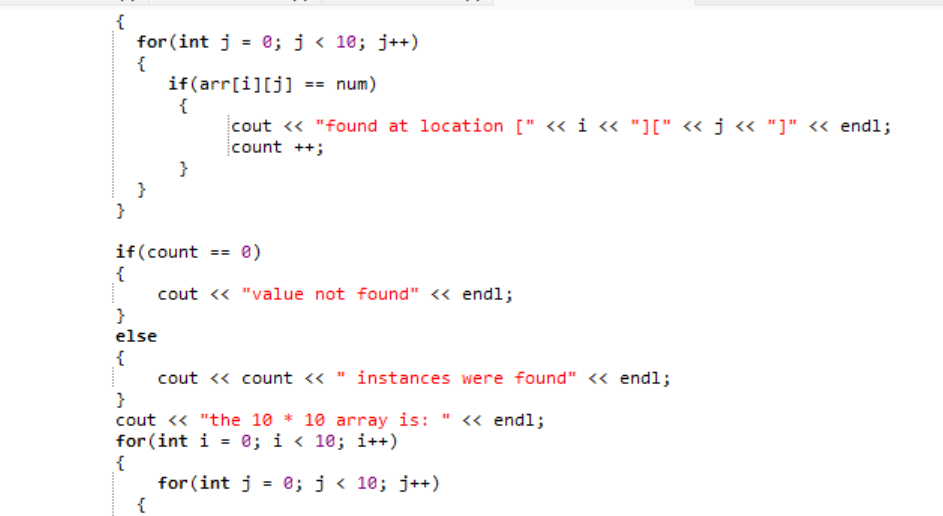 {
for(int j = 0; j < 10; j++)
{
if(arr[i][j] == num)
{
cout << "found at location [" << i << "][" << j << "]" << endl;
count ++;
}
}
}
if(count == 0)
{
cout << "value not found" << endl;
}
else
{
cout << count << " instances were found" << endl;
}
cout << "the 10 * 10 array is: " << endl;
for(int i = 0; i < 10; i++)
{
for(int j = 0; j < 10; j++)
{